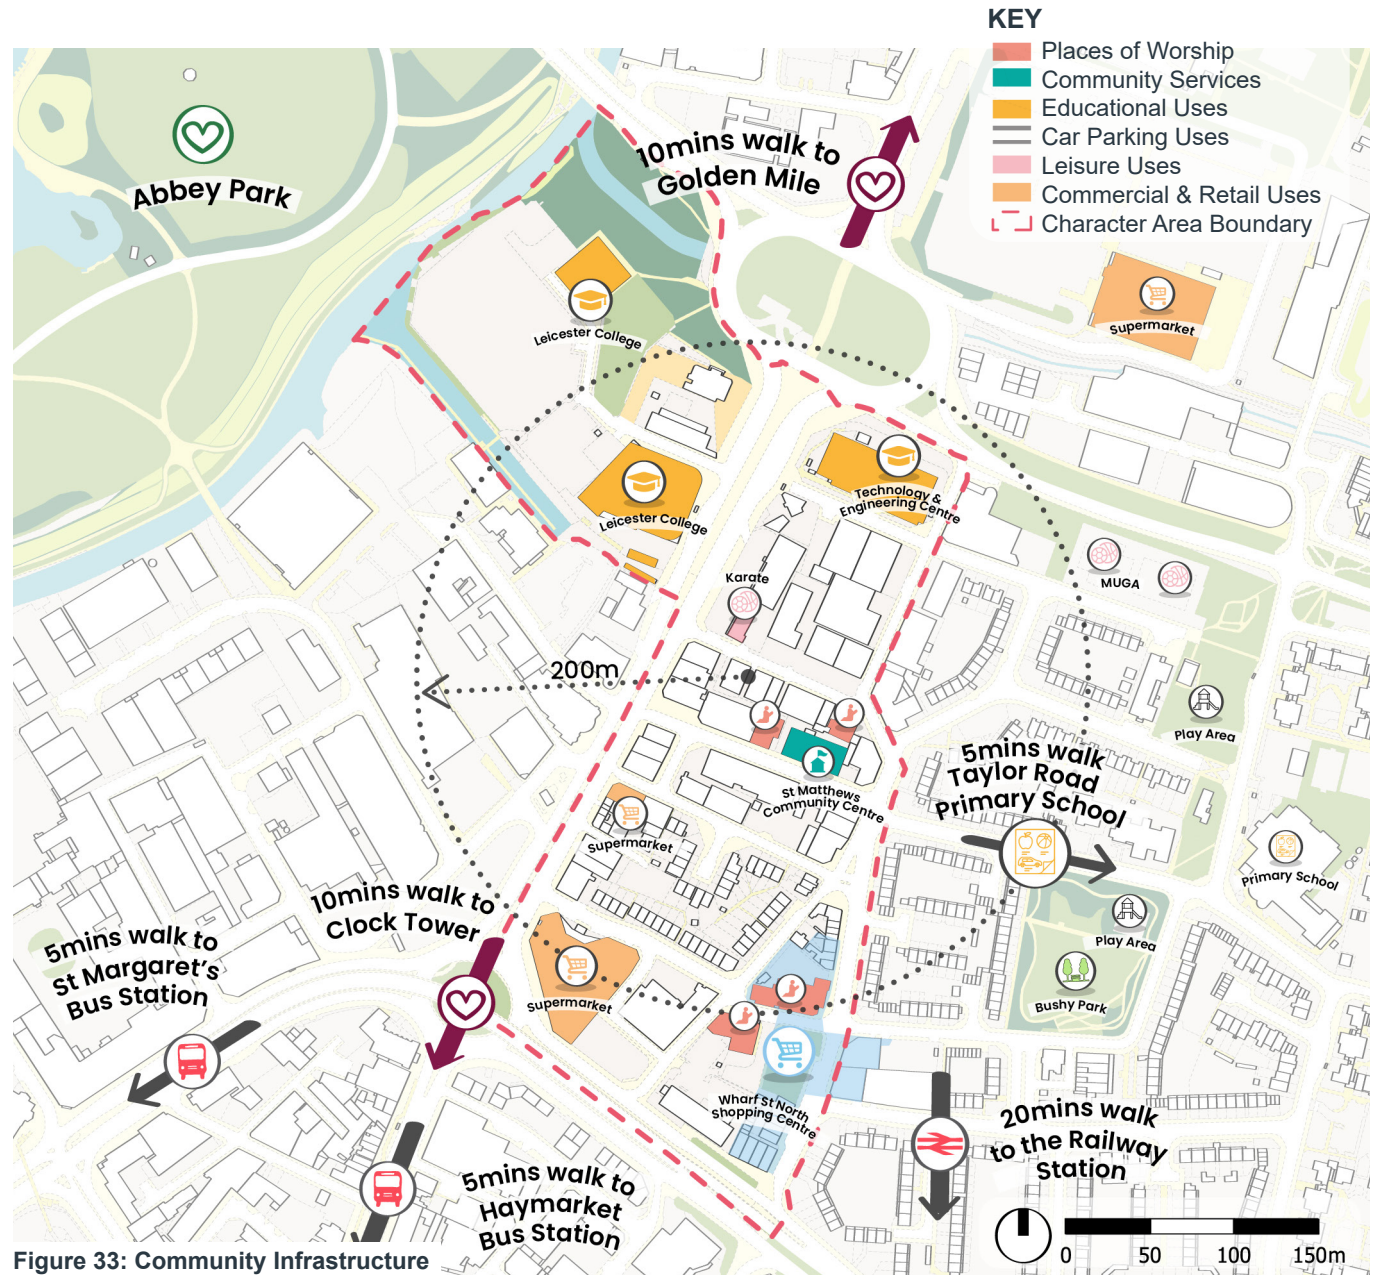 KEY
Places of Worship
Community Services
Educational Uses
Car Parking Uses
Leisure Uses
Commercial & Retail Uses
Character Area Boundary
10mins walk to
Golden Mile
Abbey Park
Supermarket
Leicester College
Leicester College
Technology &
Engineering Centre
MUGA
Karate
200m
Play Area
5mins walk
Taylor Road
Primary School
St Matthews
Community Centre
Supermarket
Primary School
10mins walk to
Clock Tower
5mins walk to
St Margaret's
Bus Station
Play Area
Bushy Park
Supermarket
Wharf St North
Shopping Centre
20mins walk
to the Railway
Station
5mins walk to
Haymarket
Bus Station
0 50 100 150m
Figure 33: Community Infrastructure